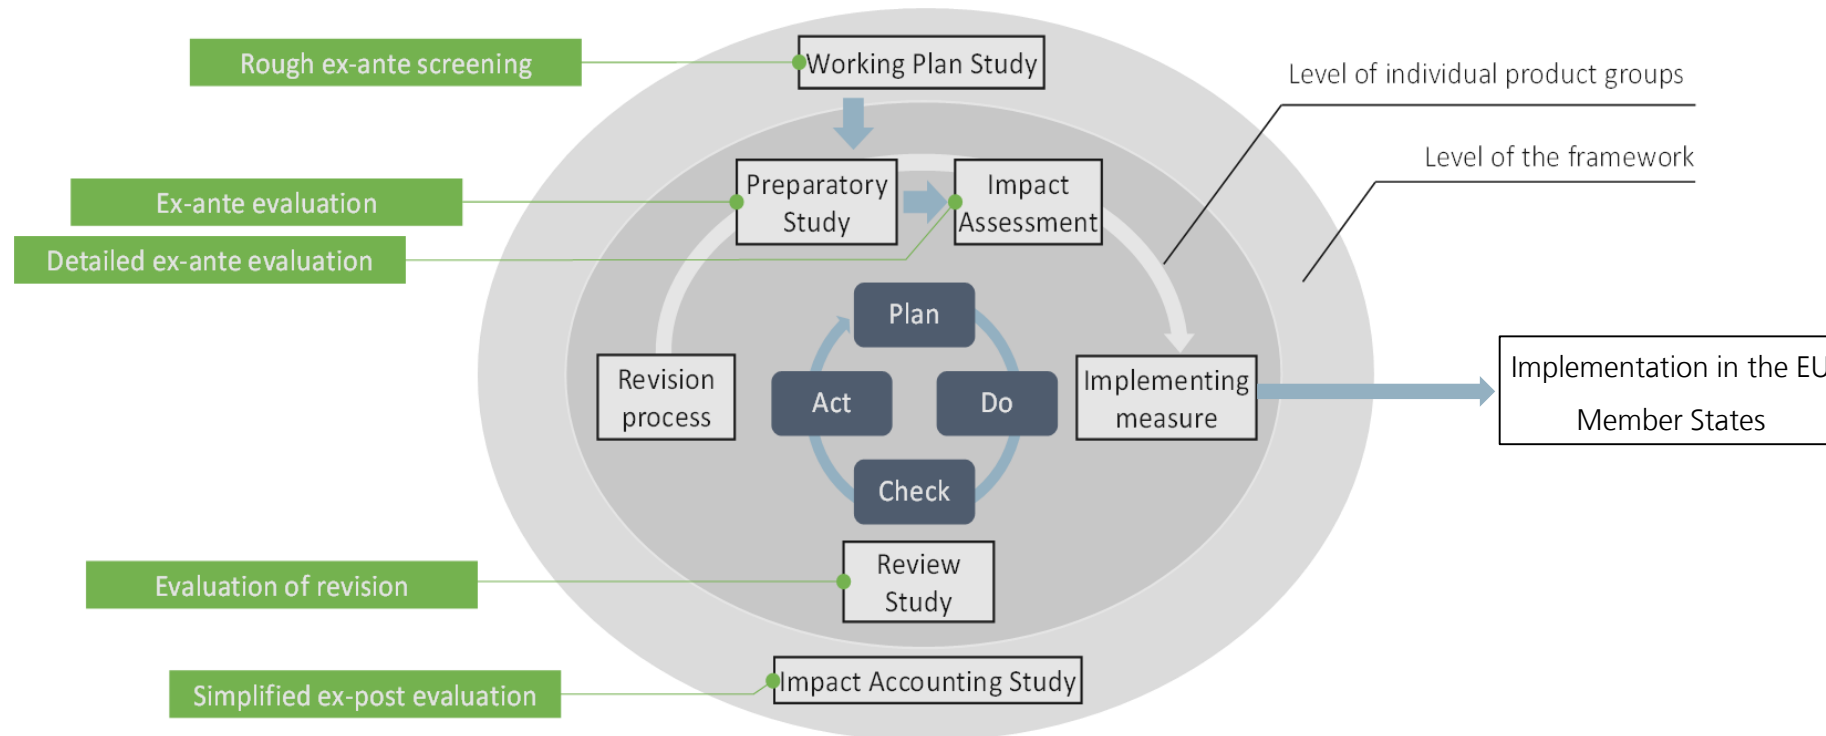 Rough ex-ante screening
Working Plan Study
Level of individual product groups
Level of the framework
Ex-ante evaluation
Preparatory
Study
Impact
Assessment
Detailed ex-ante evaluation
Plan
Revision
process
Act
Do
Implementing
measure
Implementation in the EU
Member States
Check
Evaluation of revision
Review
Study
Simplified ex-post evaluation
Impact Accounting Study